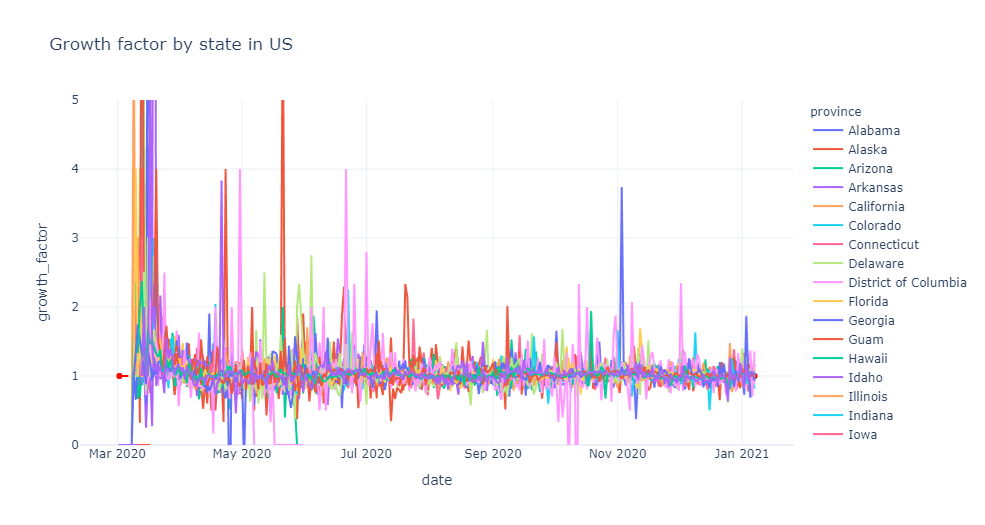 Growth factor by state in US
5
4
3
2
1
0
growth_factor
Mar 2020
May 2020
Jul 2020
Sep 2020
Nov 2020
Jan 2021
date
province
Alabama
Alaska
Arizona
Arkansas
California
Colorado
Connecticut
Delaware
District of Columbia
Florida
Georgia
Guam
Hawaii
Idaho
Illinois
Indiana
Iowa